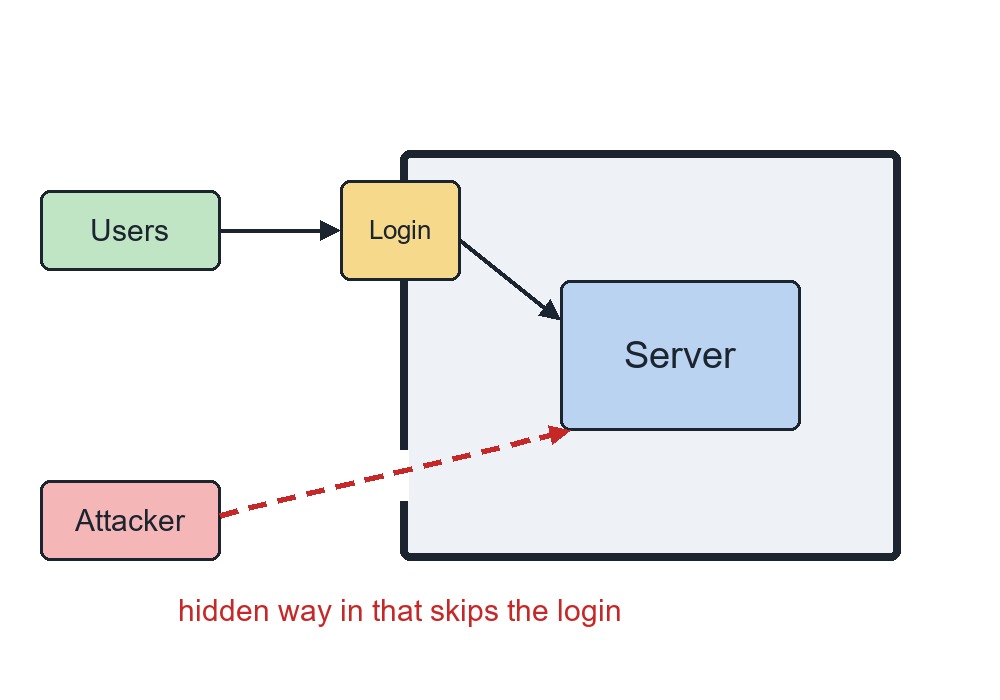 Users
Login
Server
Attacker
hidden way in that skips the login